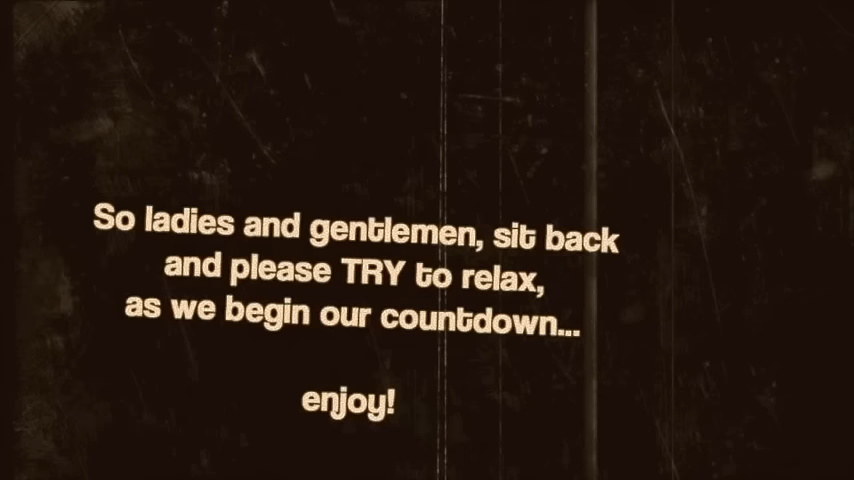 So ladies and gentlemen, sit back
and please TRY to relax,
as we begin our countdown...
enjoy!